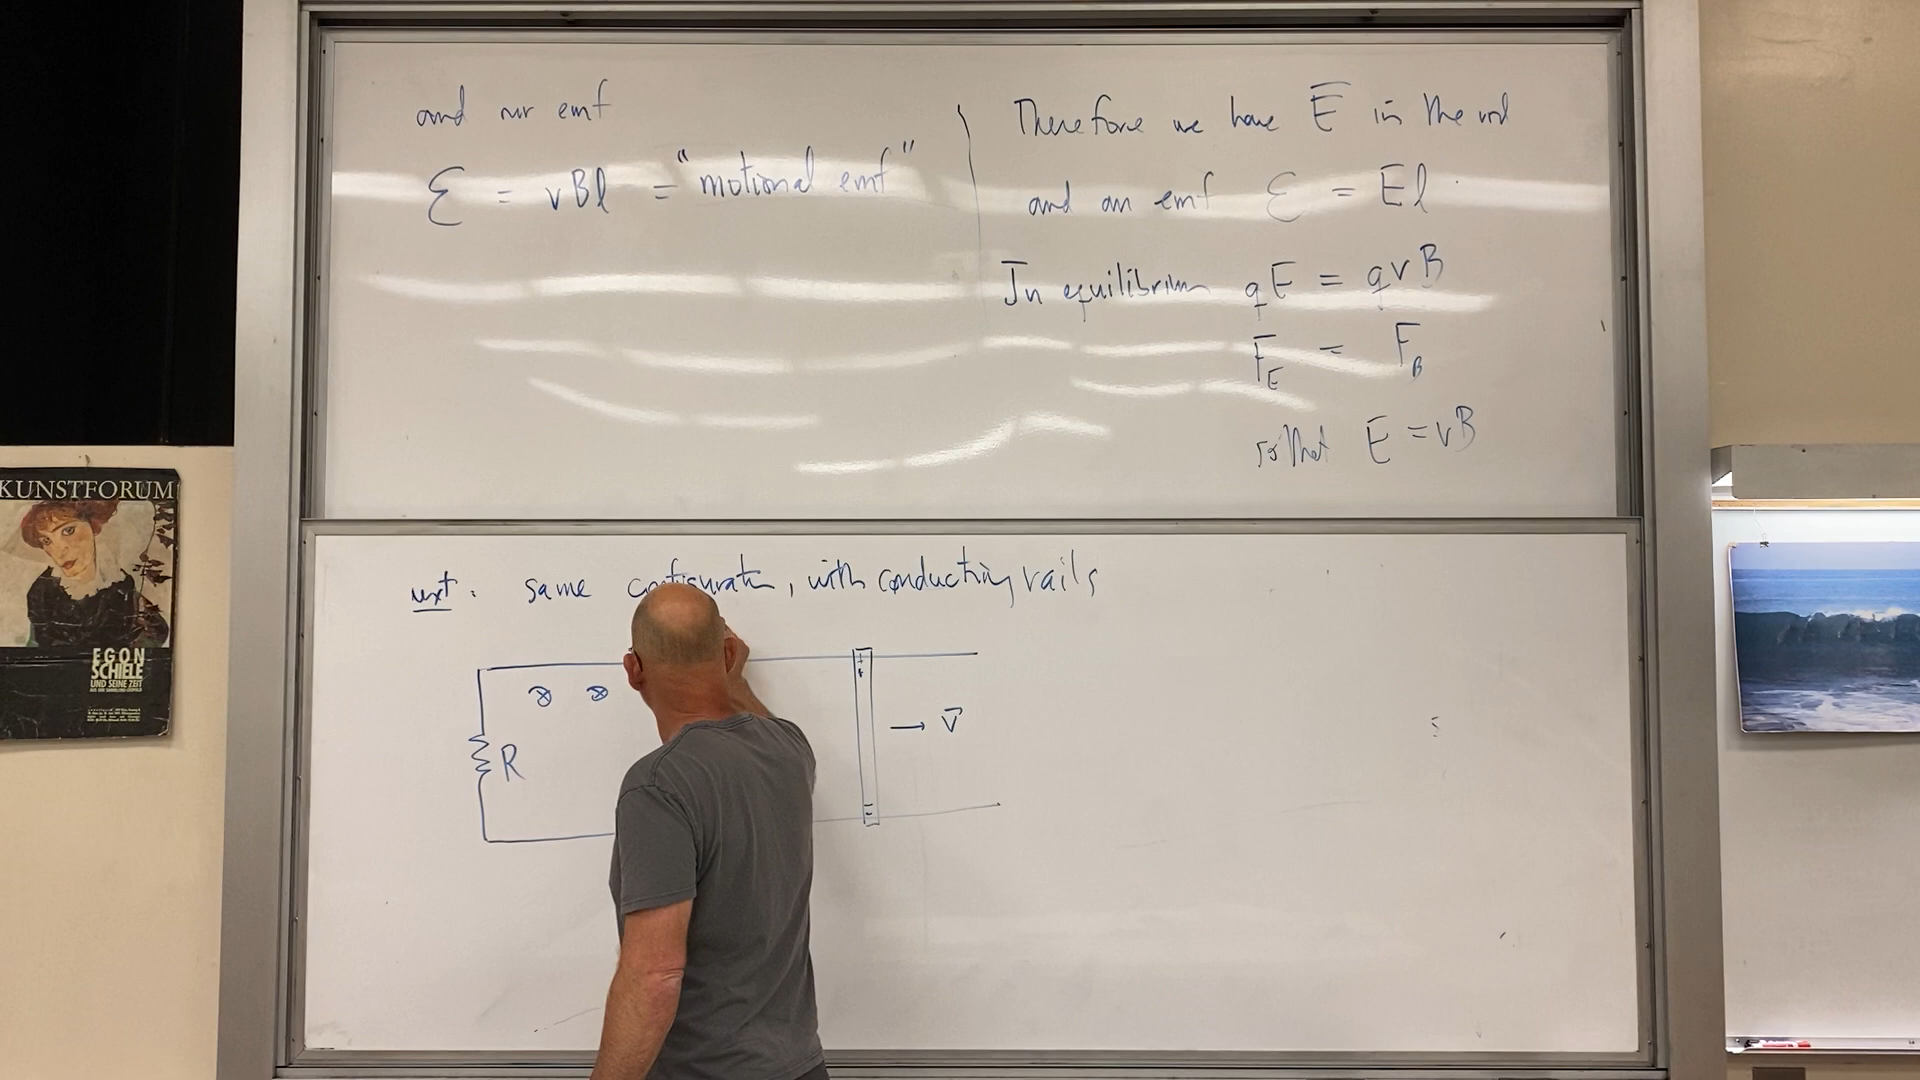 and our emf
ℰ = vBl = "motional emf"
Therefore we have E̅ in the rod
and an emf ℰ = El
In equilibrium qE = qvB
F_E = F_B
so that E = vB
next: same configuration, with conducting rails
⊗ ⊗
+
+
→ v⃗
R
-
-
KUNSTFORUM
EGON
SCHIELE
UND SEINE ZEIT